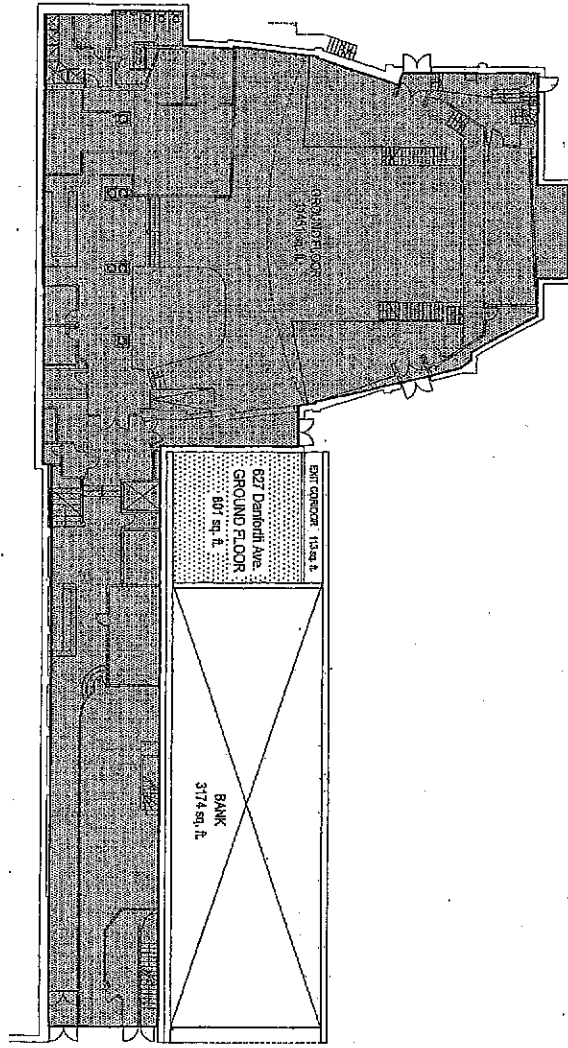 GROUND FLOOR
EXIT CORRIDOR 113 sq. ft.
627 Danforth Ave.
GROUND FLOOR
601 sq. ft.
BANK
3174 sq. ft.